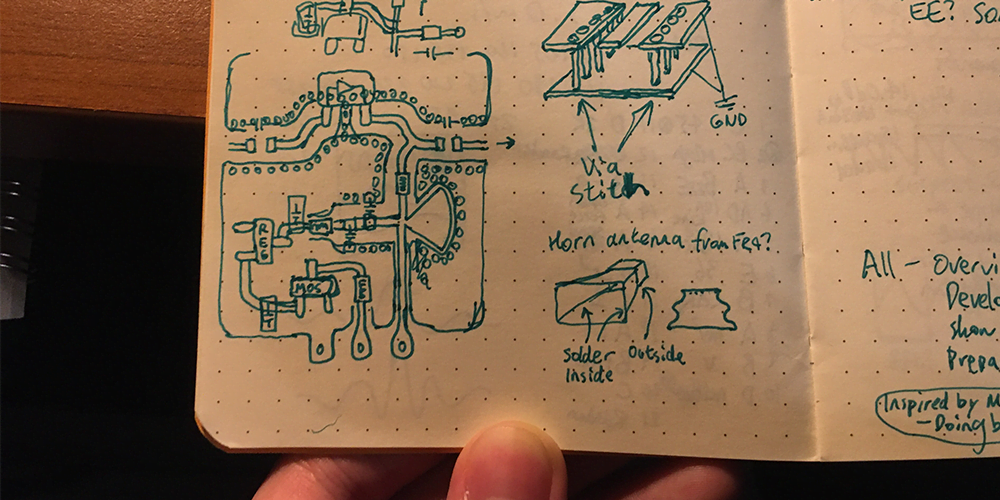 EE? So
GND
Via
stitch
Horn antenna from FR4?
REG
MOS
All - Overvi
Develo
show
Prepa
Solder Outside
Inside
Inspired by M
- Doing b